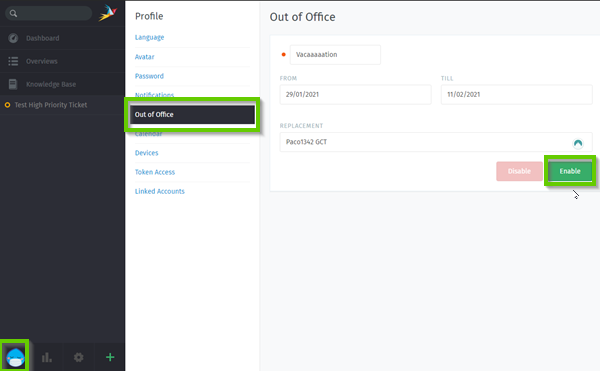 Dashboard
Overviews
Knowledge Base
Test High Priority Ticket
Profile
Language
Avatar
Password
Notifications
Out of Office
Calendar
Devices
Token Access
Linked Accounts
Out of Office
Vacaaaaation
FROM
TILL
29/01/2021
11/02/2021
REPLACEMENT
Paco1342 GCT
Disable
Enable